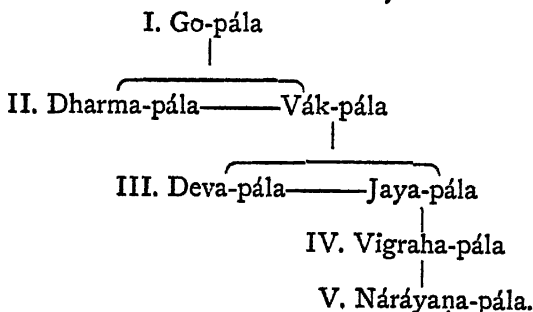 I. Go-pála
II. Dharma-pála Vák-pála
III. Deva-pála Jaya-pála
IV. Vigraha-pála
V. Náráyaṇa-pála.